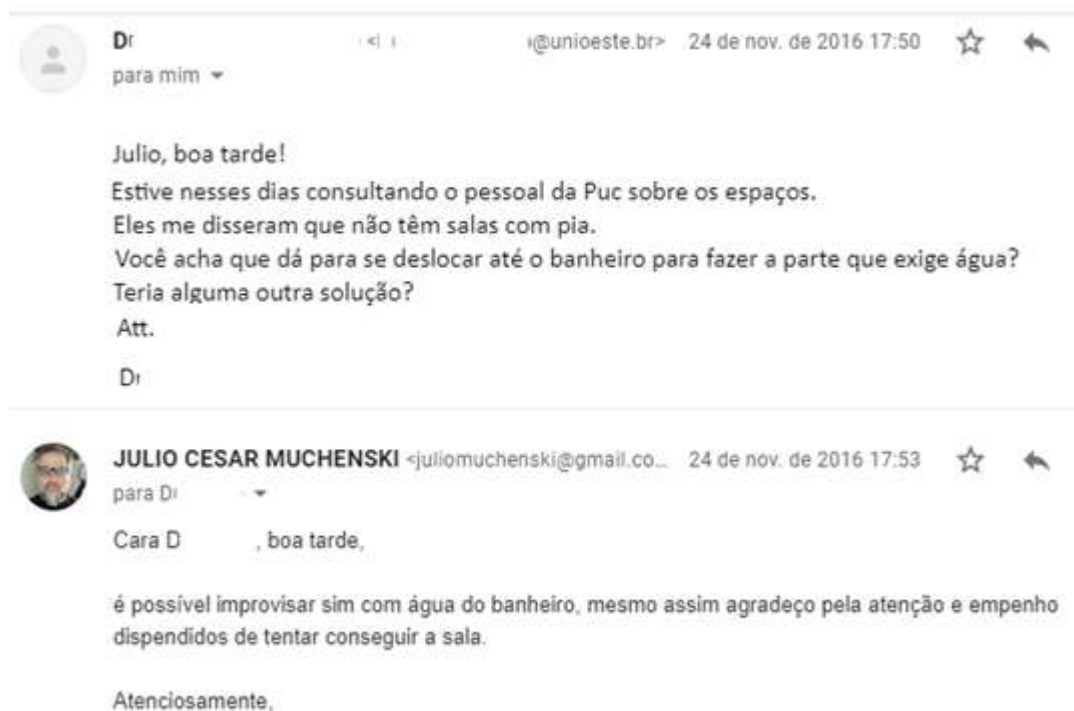 @unioeste.br> 24 de nov. de 2016 17:50
para mim
Julio, boa tarde!
Estive nesses dias consultando o pessoal da Puc sobre os espaços.
Eles me disseram que não têm salas com pia.
Você acha que dá para se deslocar até o banheiro para fazer a parte que exige água?
Teria alguma outra solução?
Att.
JULIO CESAR MUCHENSKI <juliomuchenski@gmail.co... 24 de nov. de 2016 17:53
para D
Cara D , boa tarde,
é possível improvisar sim com água do banheiro, mesmo assim agradeço pela atenção e empenho
dispendidos de tentar conseguir a sala.
Atenciosamente,